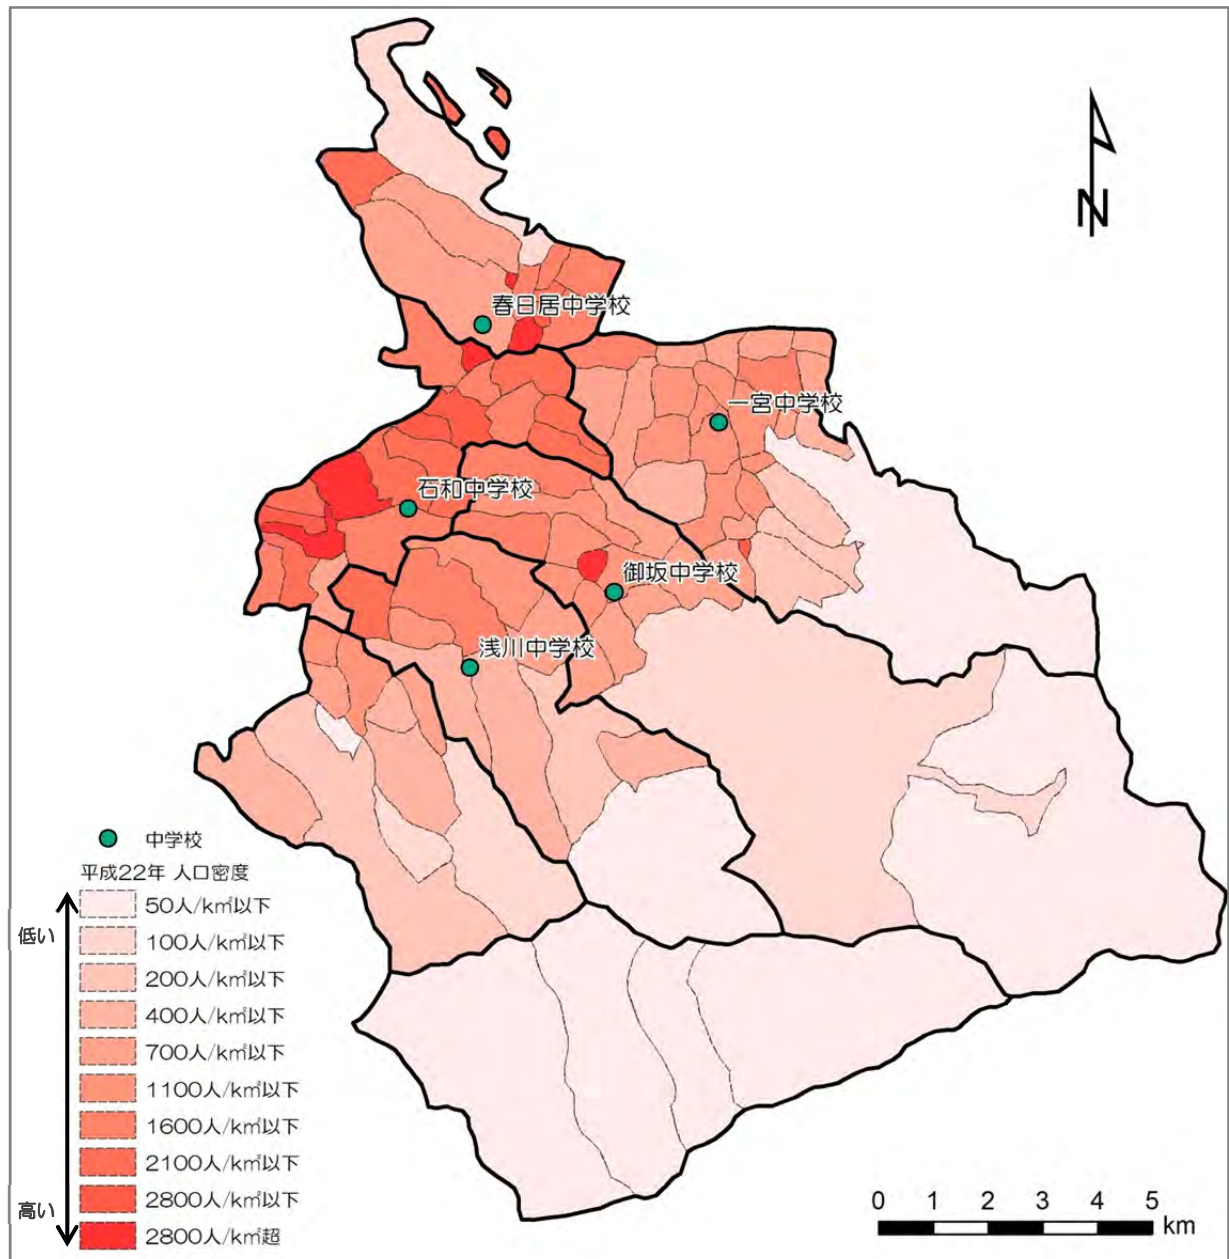 N
春日居中学校
一宮中学校
石和中学校
御坂中学校
浅川中学校
中学校
平成22年 人口密度
低い
50人/k㎡以下
100人/k㎡以下
200人/k㎡以下
400人/k㎡以下
700人/k㎡以下
1100人/k㎡以下
1600人/k㎡以下
2100人/k㎡以下
2800人/k㎡以下
2800人/k㎡超
高い
0 1 2 3 4 5
km